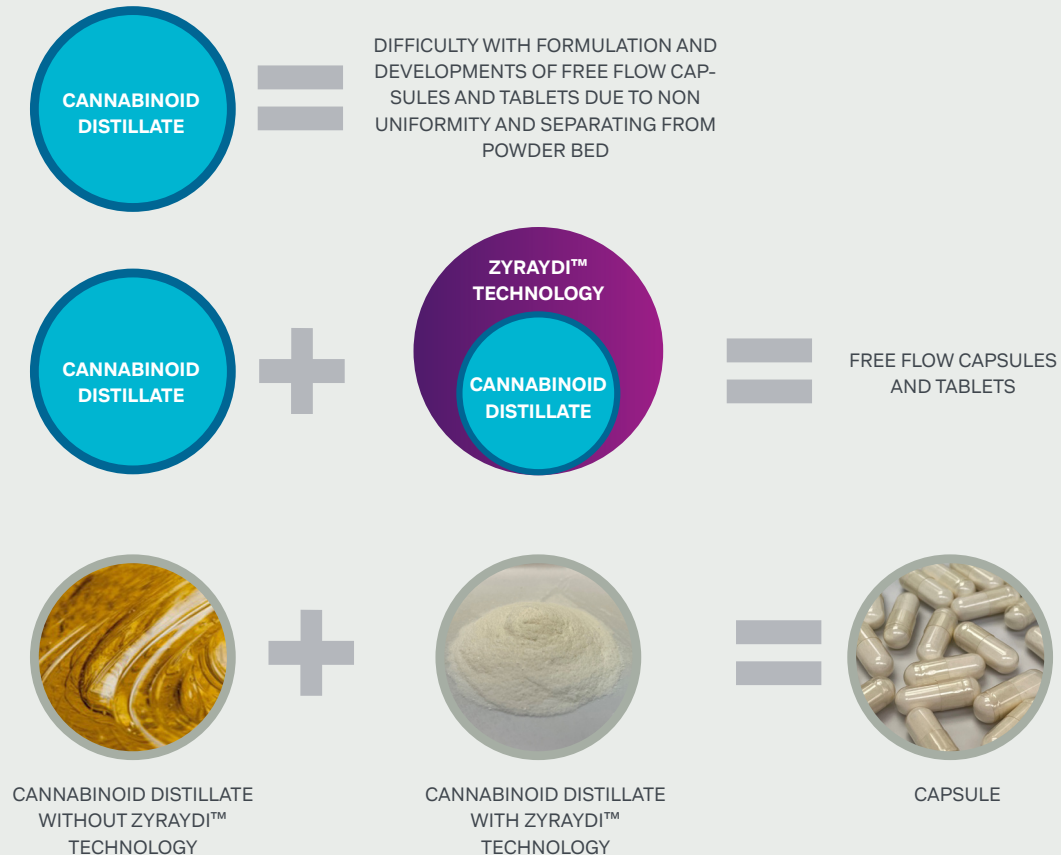 CANNABINOID
DISTILLATE
DIFFICULTY WITH FORMULATION AND
DEVELOPMENTS OF FREE FLOW CAP-
SULES AND TABLETS DUE TO NON
UNIFORMITY AND SEPARATING FROM
POWDER BED
CANNABINOID
DISTILLATE
ZYRAYDI™
TECHNOLOGY
CANNABINOID
DISTILLATE
FREE FLOW CAPSULES
AND TABLETS
CANNABINOID DISTILLATE
WITHOUT ZYRAYDI™
TECHNOLOGY
CANNABINOID DISTILLATE
WITH ZYRAYDI™
TECHNOLOGY
CAPSULE